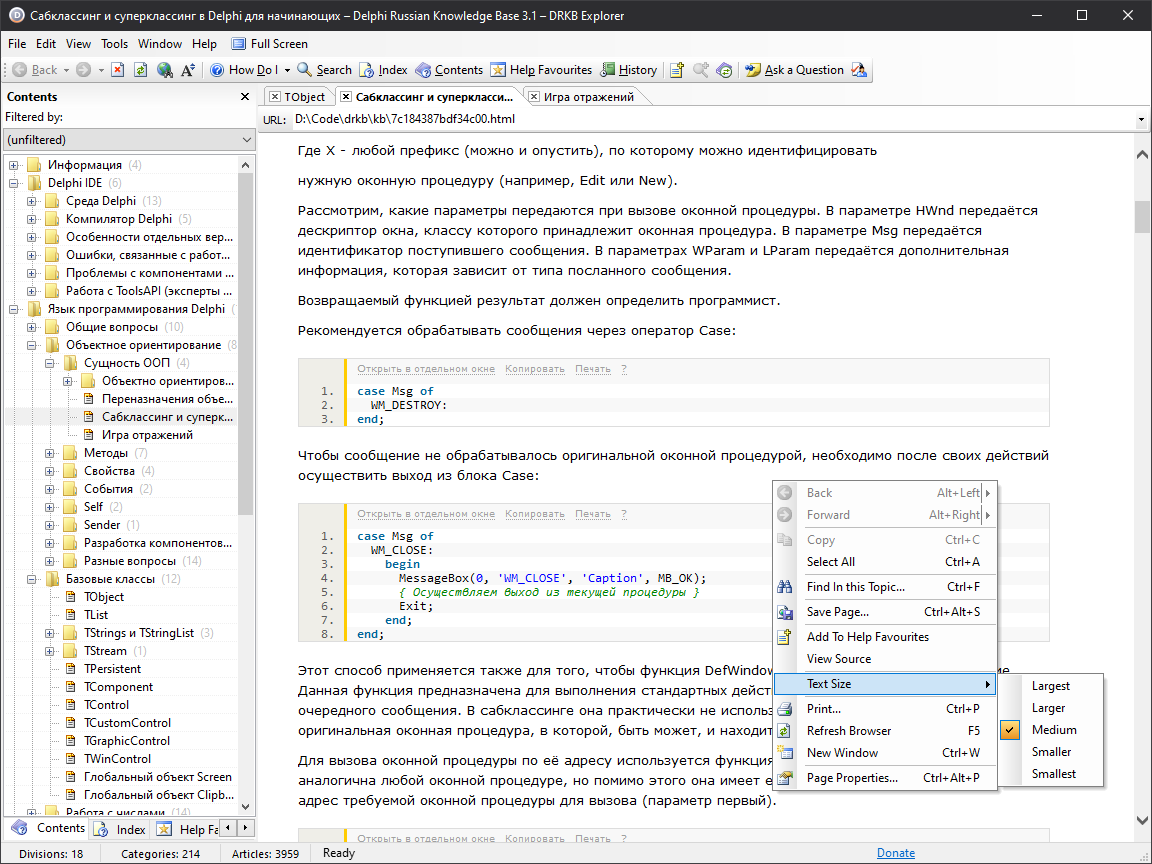 Сабклассинг и суперклассинг в Delphi для начинающих – Delphi Russian Knowledge Base 3.1 – DRKB Explorer
File Edit View Tools Window Help Full Screen
Back How Do I Search Index Contents Help Favourites History Ask a Question
Contents
Filtered by:
(unfiltered)
Информация (4)
Delphi IDE (6)
Среда Delphi (13)
Компилятор Delphi (5)
Особенности отдельных вер...
Ошибки, связанные с работ...
Проблемы с компонентами ...
Работа с ToolsAPI (эксперты ...
Язык программирования Delphi (
Общие вопросы (10)
Объектное ориентирование (8
Сущность ООП (4)
Объектно ориентиров...
Переназначения объе...
Сабклассинг и суперк...
Игра отражений
Методы (7)
Свойства (4)
События (2)
Self (2)
Sender (1)
Разработка компонентов...
Разные вопросы (14)
Базовые классы (12)
TObject
TList
TStrings и TStringList (3)
TStream (1)
TPersistent
TComponent
TControl
TCustomControl
TGraphicControl
TWinControl
Глобальный объект Screen
Глобальный объект Clipb...
Работа с числами (14)
Contents Index Help Fa
TObject Сабклассинг и суперкласси... Игра отражений
URL: D:\Code\drkb\kb\7c184387bdf34c00.html
Где X - любой префикс (можно и опустить), по которому можно идентифицировать
нужную оконную процедуру (например, Edit или New).
Рассмотрим, какие параметры передаются при вызове оконной процедуры. В параметре HWnd передаётся
дескриптор окна, классу которого принадлежит оконная процедура. В параметре Msg передаётся
идентификатор поступившего сообщения. В параметрах WParam и LParam передаётся дополнительная
информация, которая зависит от типа посланного сообщения.
Возвращаемый функцией результат должен определить программист.
Рекомендуется обрабатывать сообщения через оператор Case:
Открыть в отдельном окне Копировать Печать ?
1. case Msg of
2. WM_DESTROY:
3. end;
Чтобы сообщение не обрабатывалось оригинальной оконной процедурой, необходимо после своих действий
осуществить выход из блока Case:
Открыть в отдельном окне Копировать Печать ?
1. case Msg of
2. WM_CLOSE:
3. begin
4. MessageBox(0, 'WM_CLOSE', 'Caption', MB_OK);
5. { Осуществляем выход из текущей процедуры }
6. Exit;
7. end;
8. end;
Этот способ применяется также для того, чтобы функция DefWindow
Данная функция предназначена для выполнения стандартных дейст
очередного сообщения. В сабклассинге она практически не использ
оригинальная оконная процедура, в которой, быть может, и находит
Для вызова оконной процедуры по её адресу используется функция
аналогична любой оконной процедуре, но помимо этого она имеет е
адрес требуемой оконной процедуры для вызова (параметр первый).
Открыть в отдельном окне Копировать Печать ?
Back Alt+Left
Forward Alt+Right
Copy Ctrl+C
Select All Ctrl+A
Find In this Topic... Ctrl+F
Save Page... Ctrl+Alt+S
Add To Help Favourites
View Source
Text Size
Print... Ctrl+P
Refresh Browser F5
New Window Ctrl+W
Page Properties... Ctrl+Alt+P
Largest
Larger
Medium
Smaller
Smallest
Divisions: 18 Categories: 214 Articles: 3959 Ready Donate